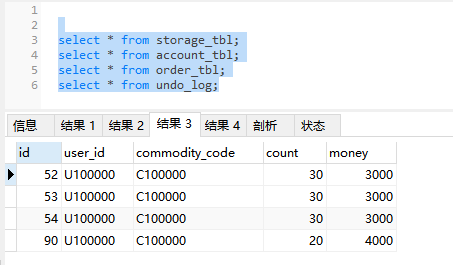 1
2
3 select * from storage_tbl;
4 select * from account_tbl;
5 select * from order_tbl;
6 select * from undo_log;
信息 结果 1 结果 2 结果 3 结果 4 剖析 状态
id user_id commodity_code count money
52 U100000 C100000 30 3000
53 U100000 C100000 30 3000
54 U100000 C100000 30 3000
90 U100000 C100000 20 4000